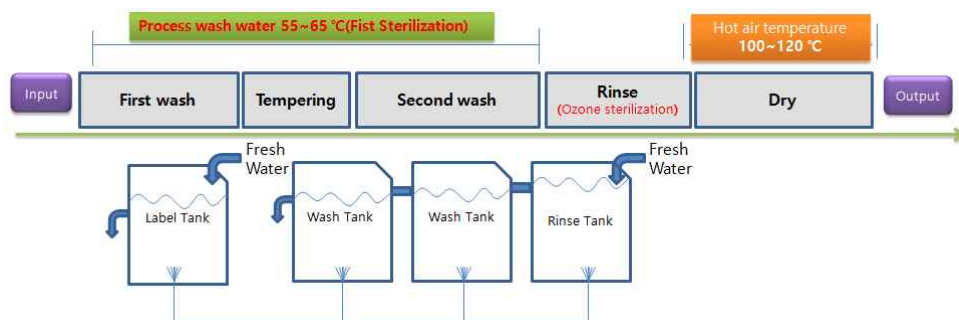 Process wash water 55~65 ℃(Fist Sterilization)
Hot air temperature
100~120 ℃
Input
First wash
Tempering
Second wash
Rinse
(Ozone sterilization)
Dry
Output
Fresh
Water
Fresh
Water
Label Tank
Wash Tank
Wash Tank
Rinse Tank